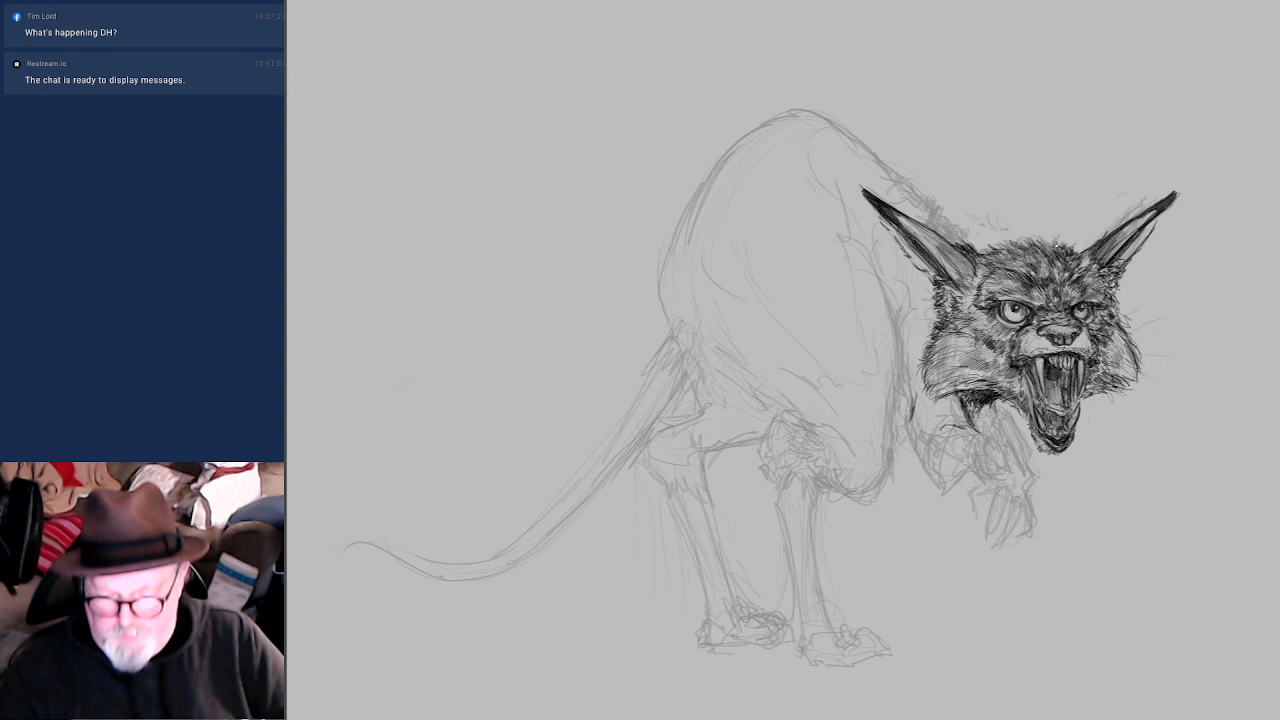 Tim Lord
What's happening DH?
Restream.io
The chat is ready to display messages.